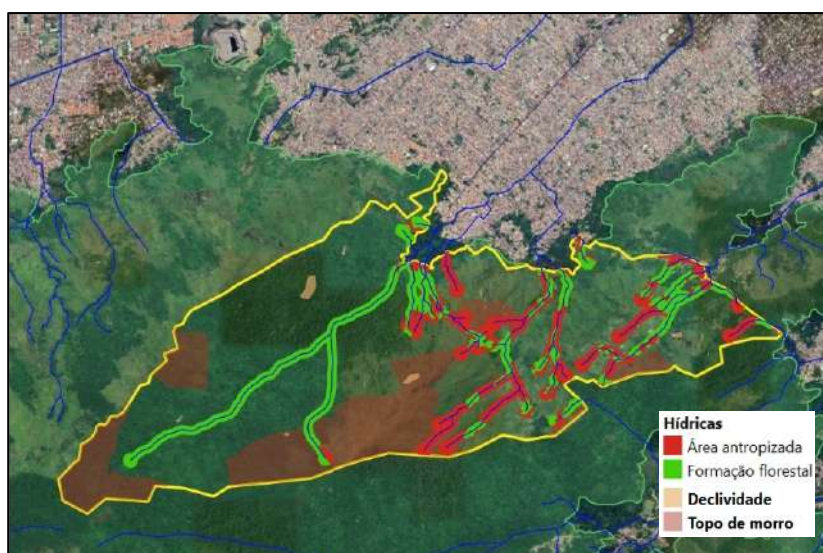 Hídricas
Área antropizada
Formação florestal
Declividade
Topo de morro